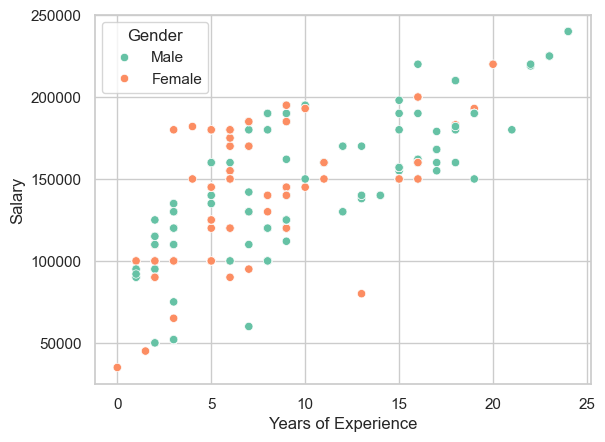 250000
200000
150000
100000
50000
Salary
Gender
Male
Female
0
5
10
15
20
25
Years of Experience